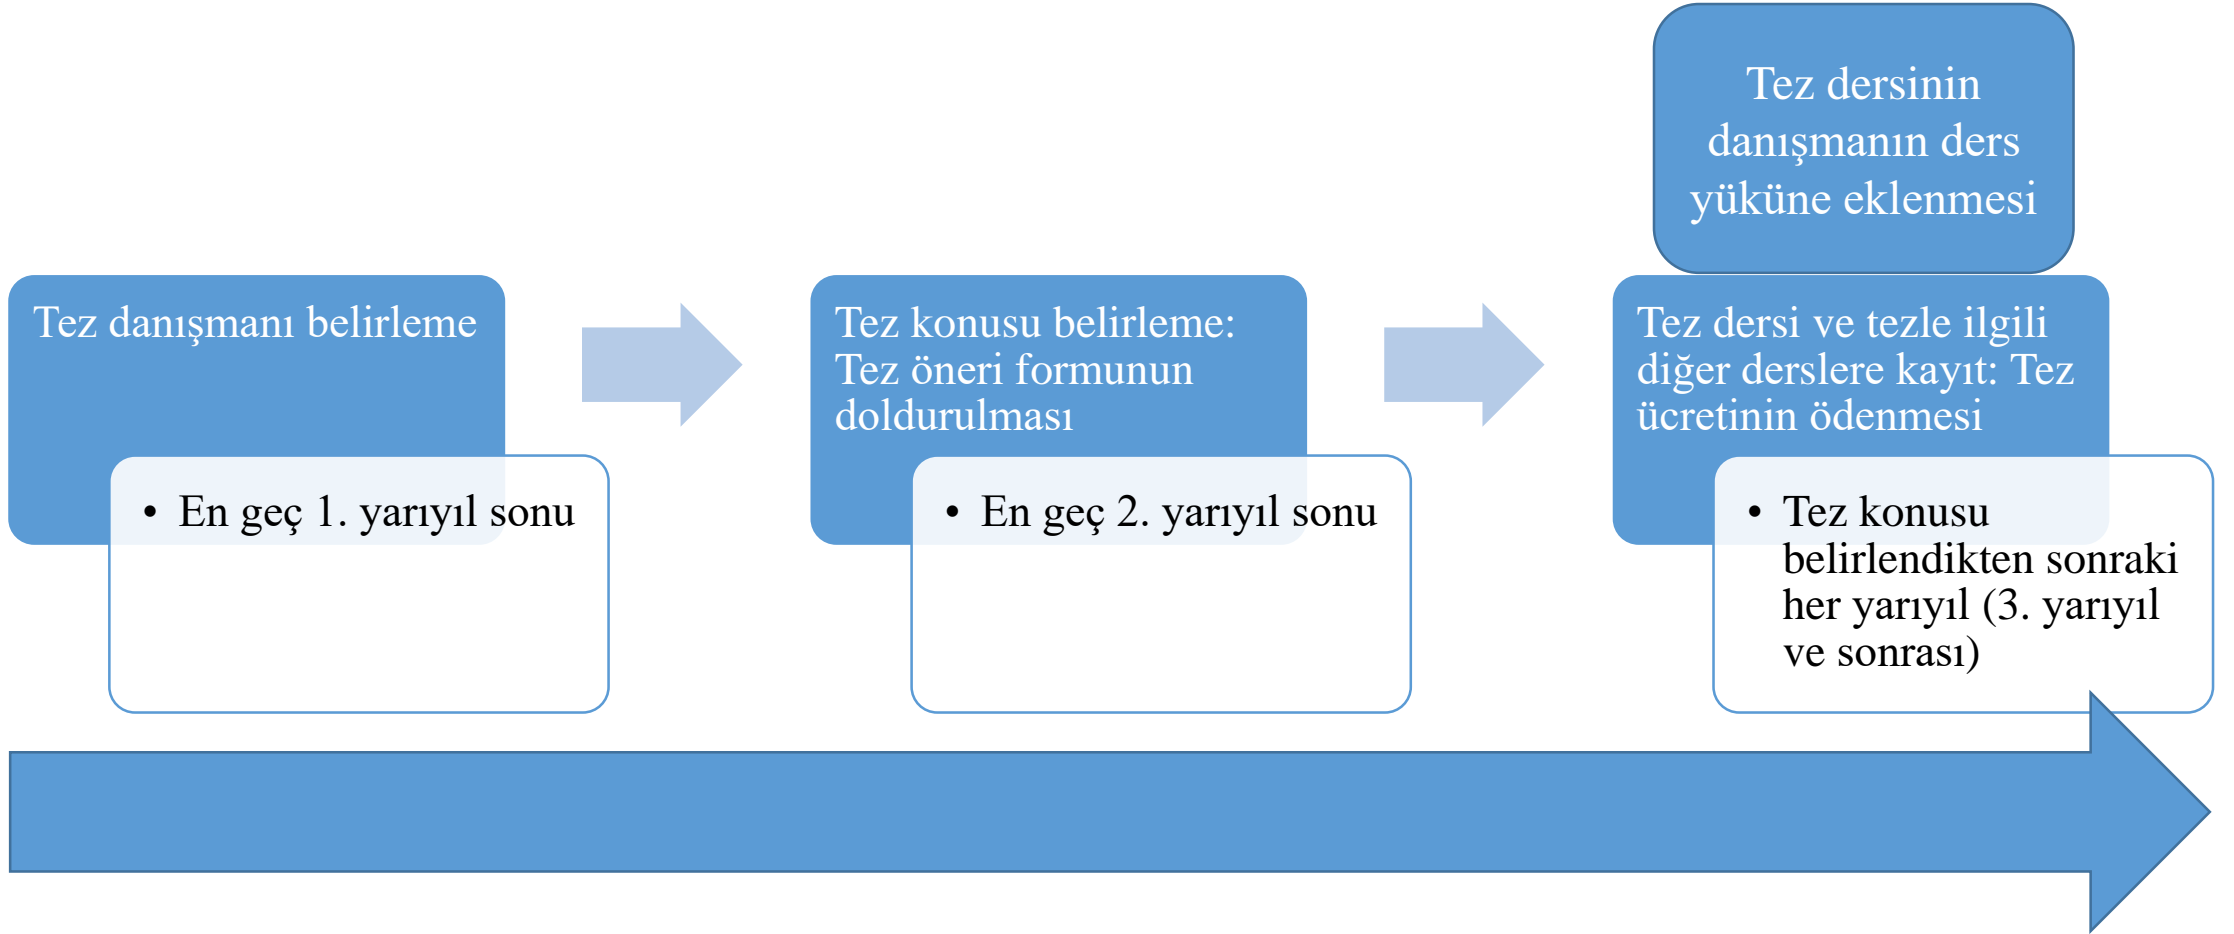 Tez dersinin
danışmanın ders
yüküne eklenmesi
Tez danışmanı belirleme
• En geç 1. yarıyıl sonu
Tez konusu belirleme:
Tez öneri formunun
doldurulması
• En geç 2. yarıyıl sonu
Tez dersi ve tezle ilgili
diğer derslere kayıt: Tez
ücretinin ödenmesi
• Tez konusu
belirlendikten sonraki
her yarıyıl (3. yarıyıl
ve sonrası)